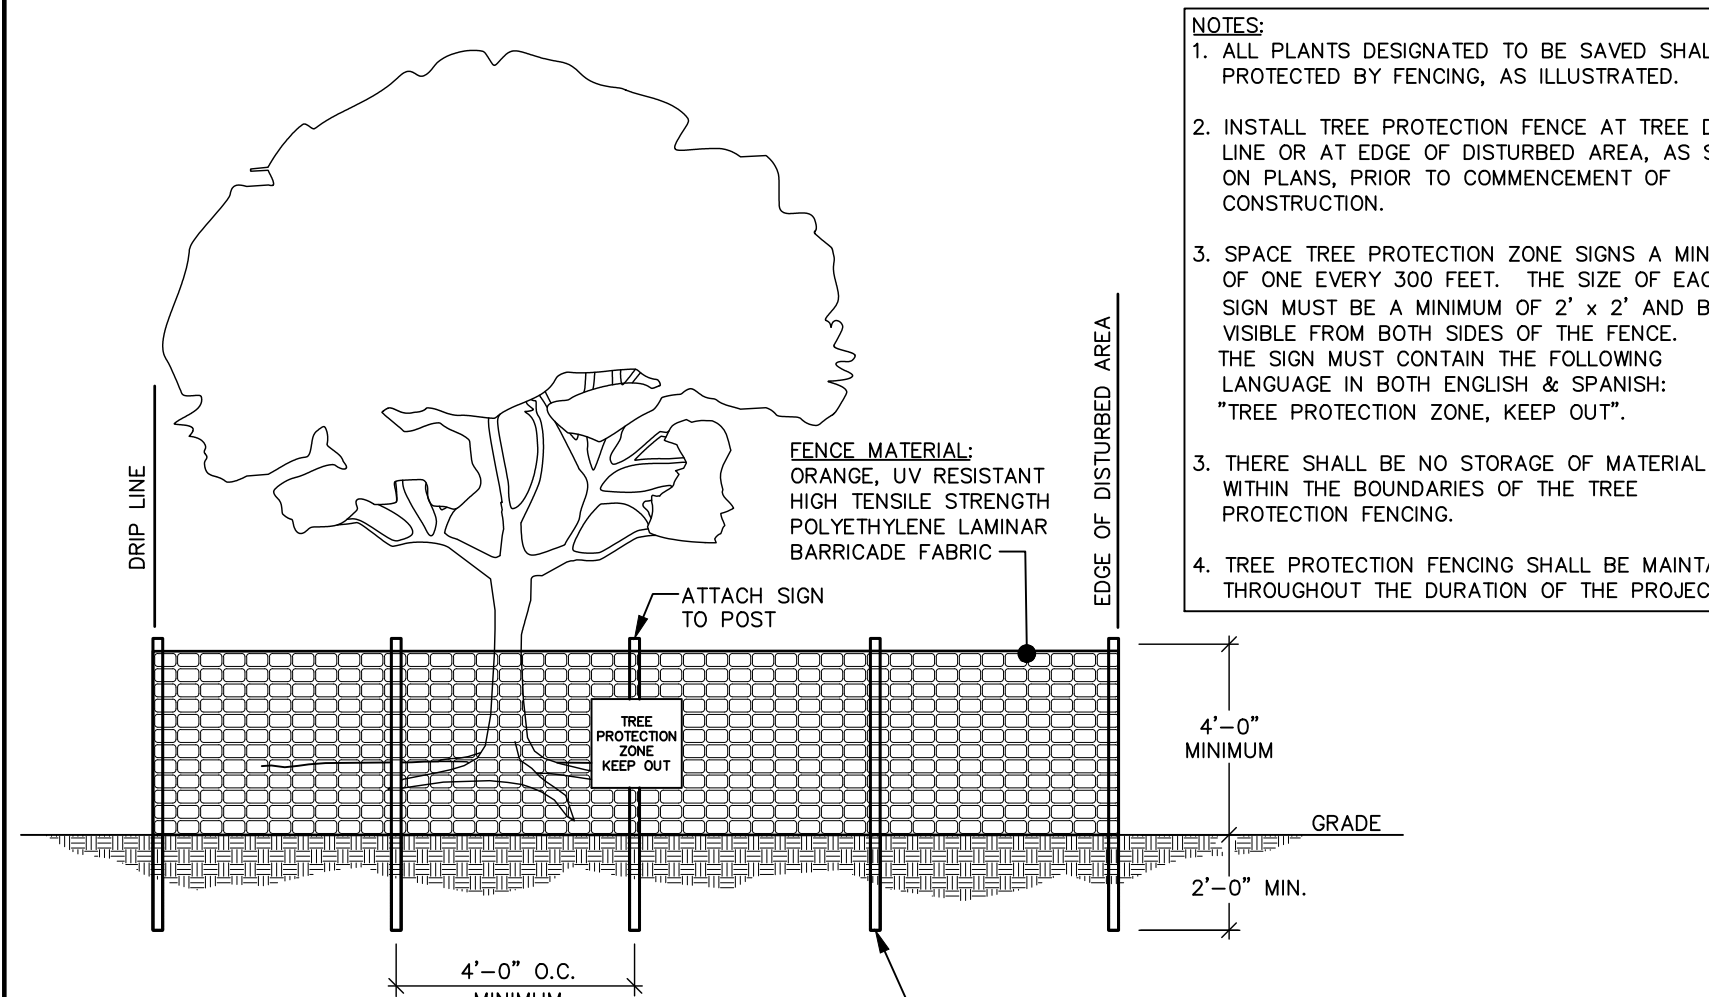 NOTES:
1. ALL PLANTS DESIGNATED TO BE SAVED SHAL
PROTECTED BY FENCING, AS ILLUSTRATED.
2. INSTALL TREE PROTECTION FENCE AT TREE D
LINE OR AT EDGE OF DISTURBED AREA, AS S
ON PLANS, PRIOR TO COMMENCEMENT OF
CONSTRUCTION.
3. SPACE TREE PROTECTION ZONE SIGNS A MIN
OF ONE EVERY 300 FEET. THE SIZE OF EAC
SIGN MUST BE A MINIMUM OF 2' x 2' AND B
VISIBLE FROM BOTH SIDES OF THE FENCE.
THE SIGN MUST CONTAIN THE FOLLOWING
LANGUAGE IN BOTH ENGLISH & SPANISH:
"TREE PROTECTION ZONE, KEEP OUT".
3. THERE SHALL BE NO STORAGE OF MATERIAL
WITHIN THE BOUNDARIES OF THE TREE
PROTECTION FENCING.
4. TREE PROTECTION FENCING SHALL BE MAINTA
THROUGHOUT THE DURATION OF THE PROJEC
DRIP LINE
EDGE OF DISTURBED AREA
FENCE MATERIAL:
ORANGE, UV RESISTANT
HIGH TENSILE STRENGTH
POLYETHYLENE LAMINAR
BARRICADE FABRIC
ATTACH SIGN
TO POST
TREE
PROTECTION
ZONE
KEEP OUT
4'-0"
MINIMUM
GRADE
2'-0" MIN.
4'-0" O.C.
MINIMUM